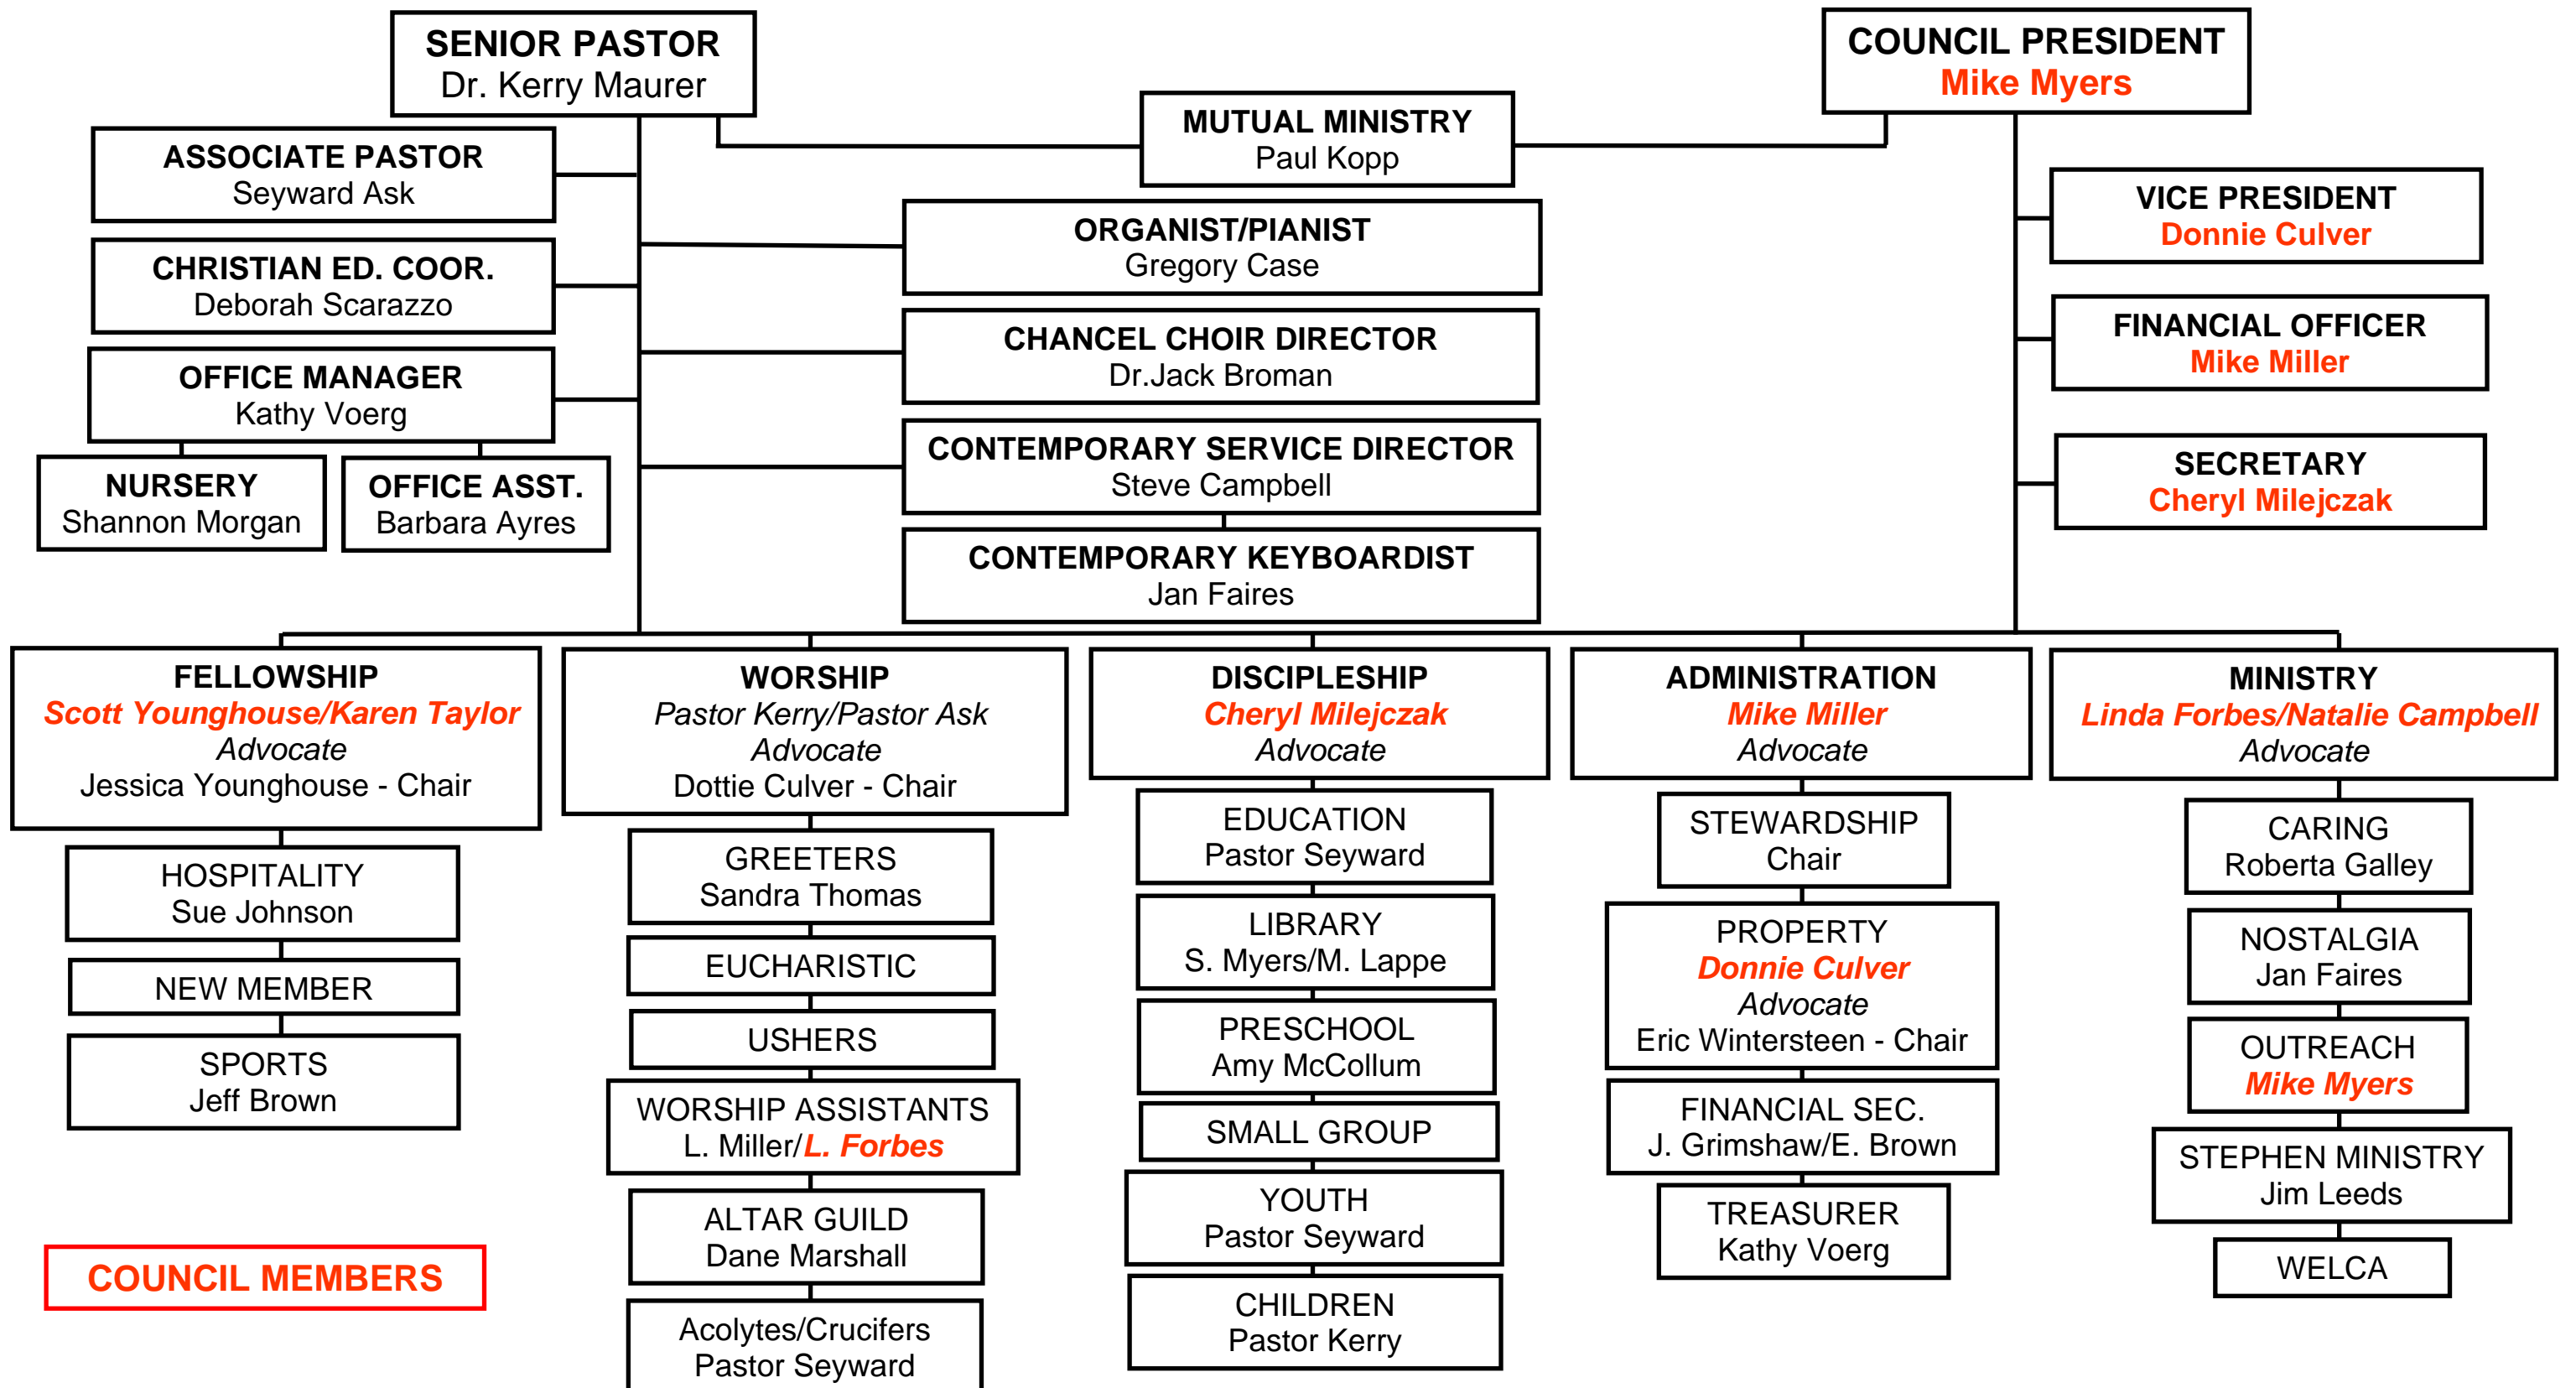 SENIOR PASTOR
Dr. Kerry Maurer
COUNCIL PRESIDENT
Mike Myers
MUTUAL MINISTRY
Paul Kopp
ASSOCIATE PASTOR
Seyward Ask
CHRISTIAN ED. COOR.
Deborah Scarazzo
OFFICE MANAGER
Kathy Voerg
NURSERY
Shannon Morgan
OFFICE ASST.
Barbara Ayres
ORGANIST/PIANIST
Gregory Case
CHANCEL CHOIR DIRECTOR
Dr.Jack Broman
CONTEMPORARY SERVICE DIRECTOR
Steve Campbell
CONTEMPORARY KEYBOARDIST
Jan Faires
VICE PRESIDENT
Donnie Culver
FINANCIAL OFFICER
Mike Miller
SECRETARY
Cheryl Milejczak
FELLOWSHIP
Scott Younghouse/Karen Taylor
Advocate
Jessica Younghouse - Chair
HOSPITALITY
Sue Johnson
NEW MEMBER
SPORTS
Jeff Brown
WORSHIP
Pastor Kerry/Pastor Ask
Advocate
Dottie Culver - Chair
GREETERS
Sandra Thomas
EUCHARISTIC
USHERS
WORSHIP ASSISTANTS
L. Miller/L. Forbes
ALTAR GUILD
Dane Marshall
Acolytes/Crucifers
Pastor Seyward
DISCIPLESHIP
Cheryl Milejczak
Advocate
EDUCATION
Pastor Seyward
LIBRARY
S. Myers/M. Lappe
PRESCHOOL
Amy McCollum
SMALL GROUP
YOUTH
Pastor Seyward
CHILDREN
Pastor Kerry
ADMINISTRATION
Mike Miller
Advocate
STEWARDSHIP
Chair
PROPERTY
Donnie Culver
Advocate
Eric Wintersteen - Chair
FINANCIAL SEC.
J. Grimshaw/E. Brown
TREASURER
Kathy Voerg
MINISTRY
Linda Forbes/Natalie Campbell
Advocate
CARING
Roberta Galley
NOSTALGIA
Jan Faires
OUTREACH
Mike Myers
STEPHEN MINISTRY
Jim Leeds
WELCA
COUNCIL MEMBERS